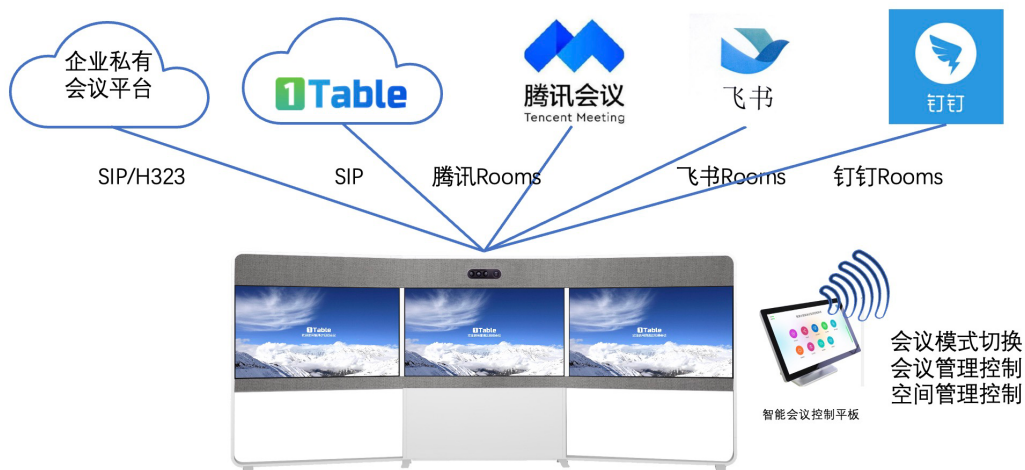 企业私有
会议平台
1Table
腾讯会议
Tencent Meeting
飞书
钉钉
SIP/H323
SIP
腾讯Rooms
飞书Rooms
钉钉Rooms
1Table
1Table
1Table
会议模式切换
会议管理控制
空间管理控制
智能会议控制平板